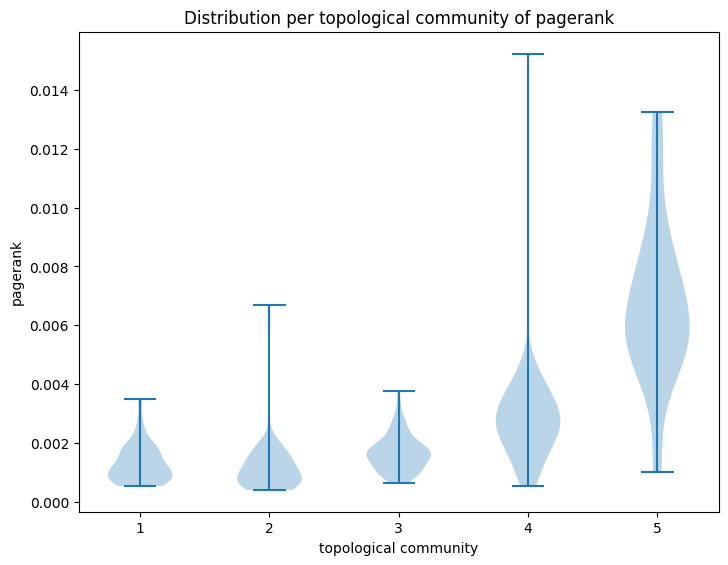 Distribution per topological community of pagerank
0.014
0.012
0.010
0.008
0.006
0.004
0.002
0.000
pagerank
1 2 3 4 5
topological community